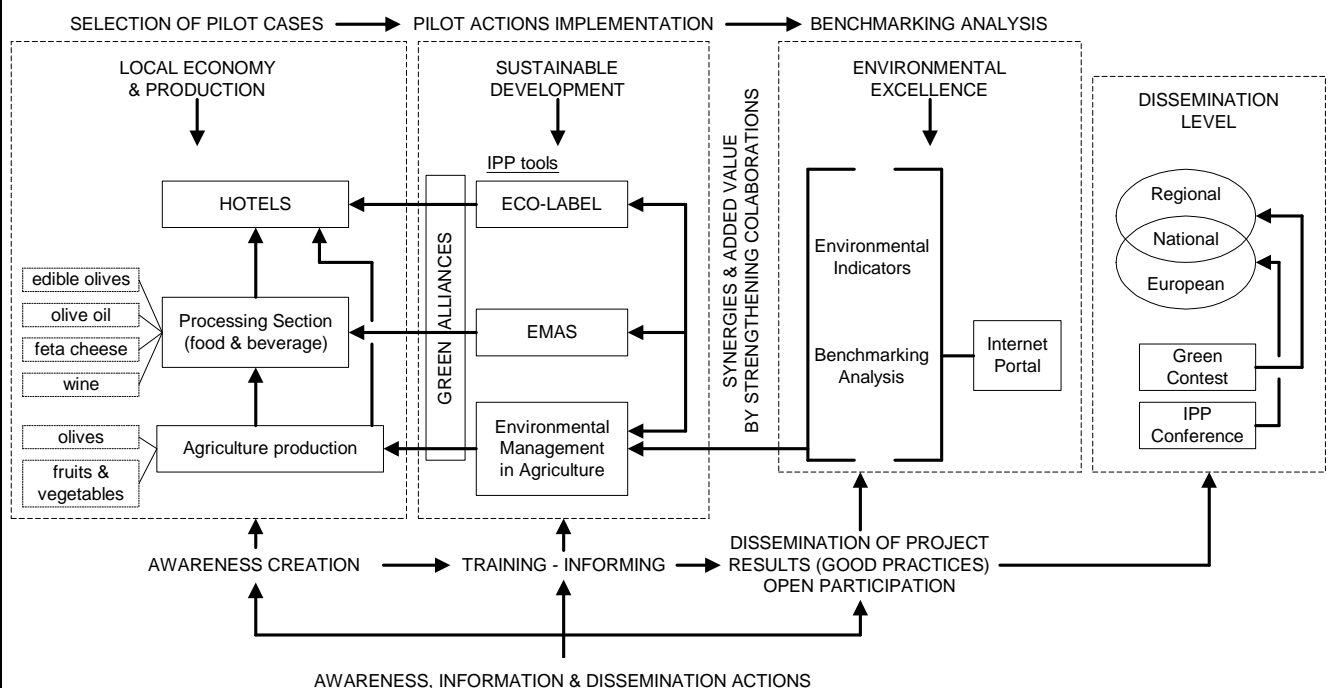 SELECTION OF PILOT CASES
PILOT ACTIONS IMPLEMENTATION
BENCHMARKING ANALYSIS
LOCAL ECONOMY
& PRODUCTION
HOTELS
edible olives
olive oil
feta cheese
wine
Processing Section
(food & beverage)
olives
fruits &
vegetables
Agriculture production
SUSTAINABLE
DEVELOPMENT
IPP tools
GREEN ALLIANCES
ECO-LABEL
EMAS
Environmental
Management
in Agriculture
SYNERGIES & ADDED VALUE
BY STRENGTHENING COLABORATIONS
ENVIRONMENTAL
EXCELLENCE
Environmental
Indicators
Benchmarking
Analysis
Internet
Portal
DISSEMINATION
LEVEL
Regional
National
European
Green
Contest
IPP
Conference
AWARENESS CREATION
TRAINING - INFORMING
DISSEMINATION OF PROJECT
RESULTS (GOOD PRACTICES)
OPEN PARTICIPATION
AWARENESS, INFORMATION & DISSEMINATION ACTIONS